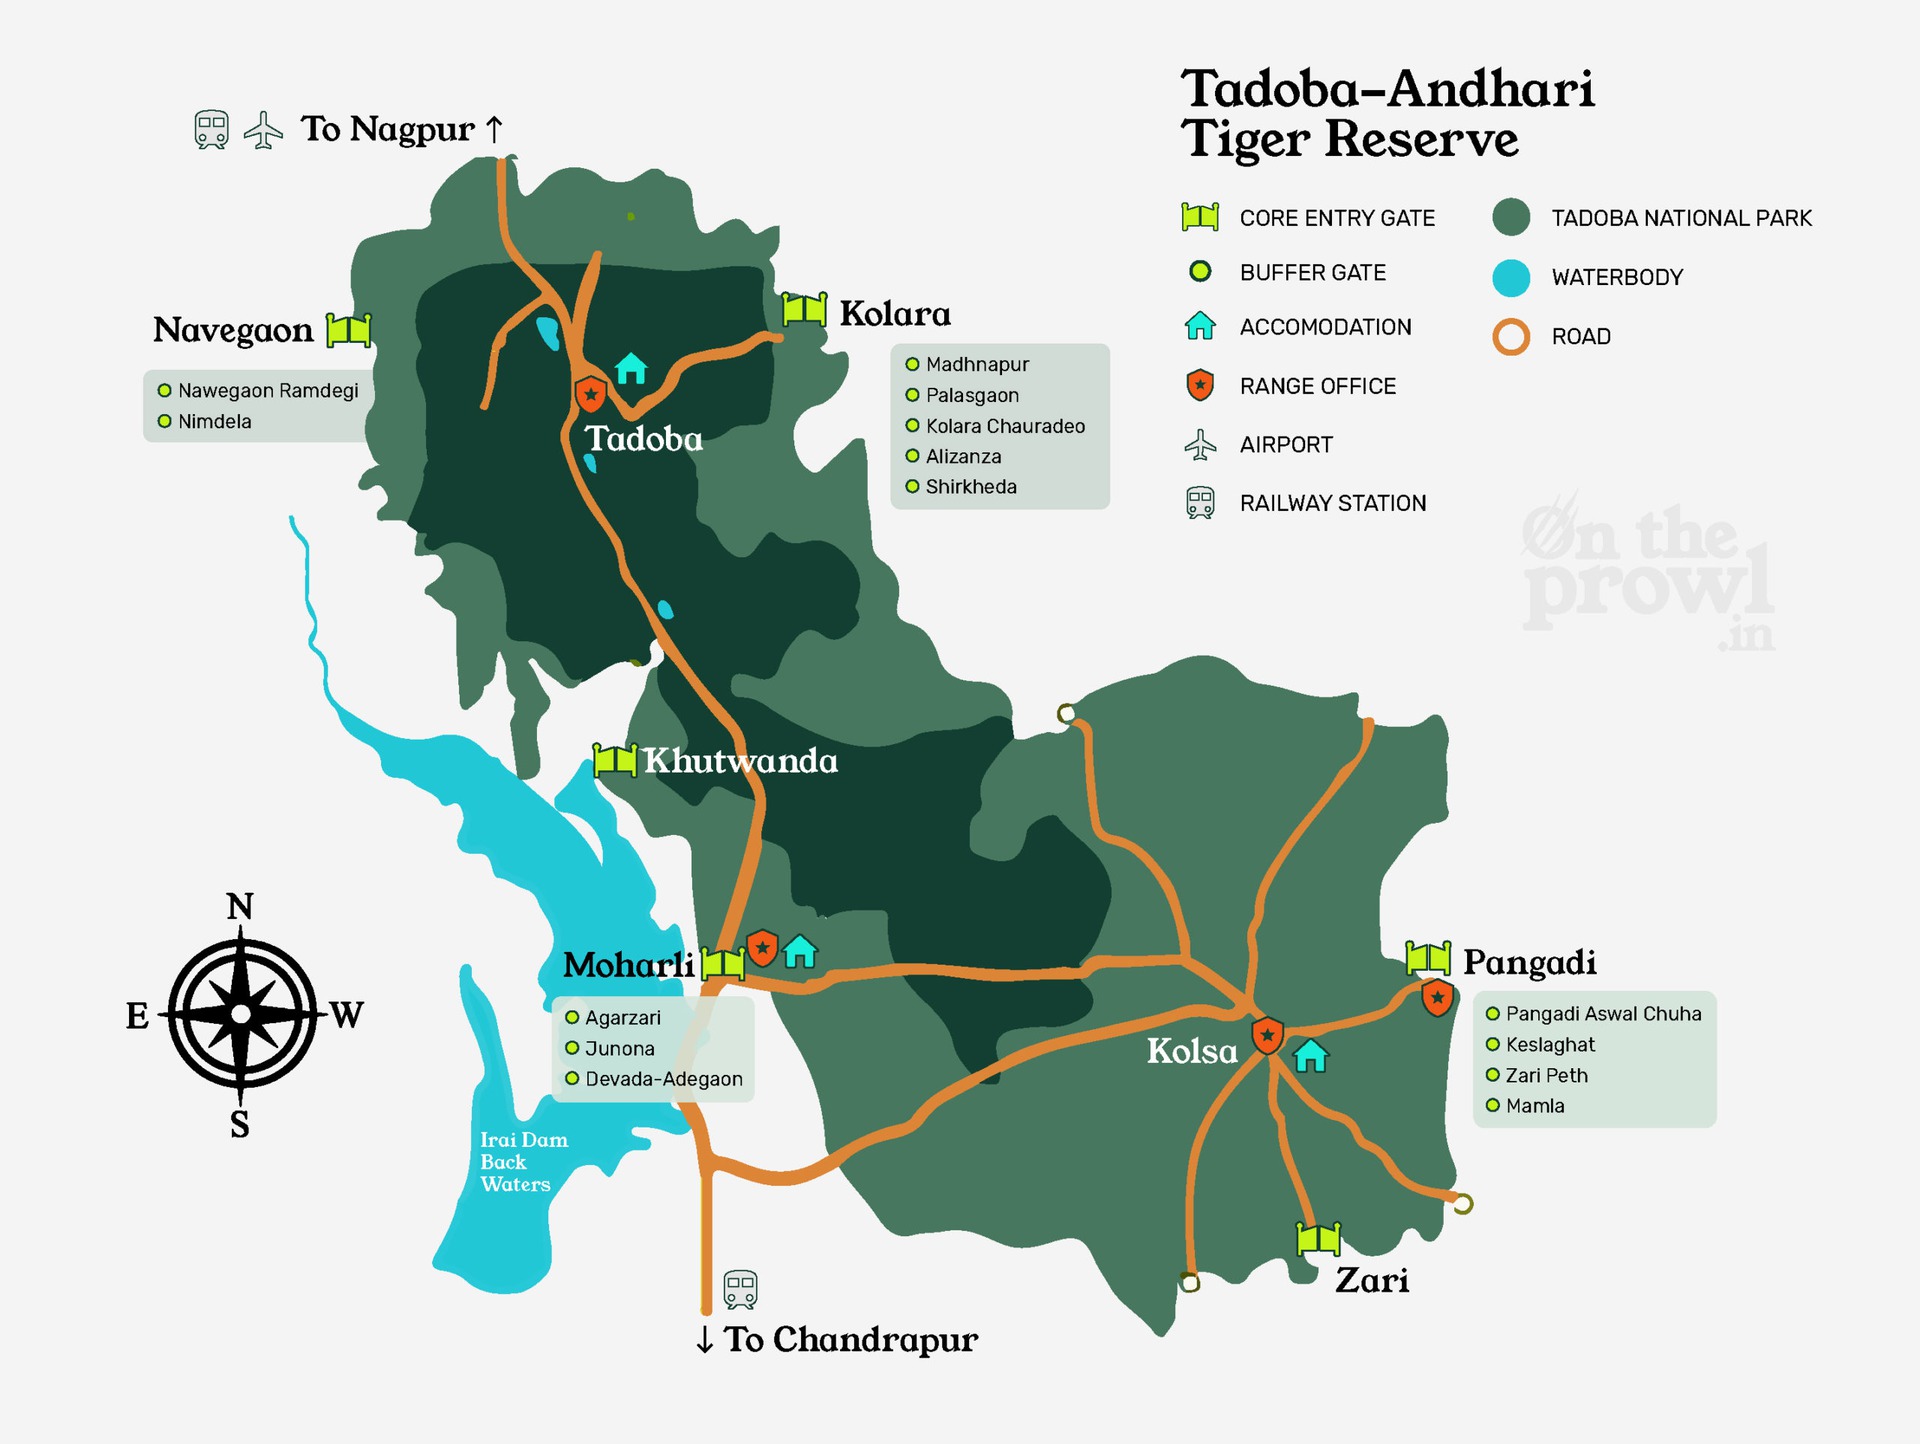 Tadoba–Andhari
Tiger Reserve
CORE ENTRY GATE
BUFFER GATE
ACCOMODATION
RANGE OFFICE
AIRPORT
RAILWAY STATION
TADOBA NATIONAL PARK
WATERBODY
ROAD
To Nagpur ↑
Navegaon
Nawegaon Ramdegi
Nimdela
Kolara
Madhnapur
Palasgaon
Kolara Chauradeo
Alizanza
Shirkheda
Tadoba
On the
prowl
.in
Khutwanda
Moharli
Agarzari
Junona
Devada-Adegaon
Pangadi
Pangadi Aswal Chuha
Keslaghat
Zari Peth
Mamla
Kolsa
Zari
N
E
W
S
Irai Dam
Back
Waters
↓ To Chandrapur